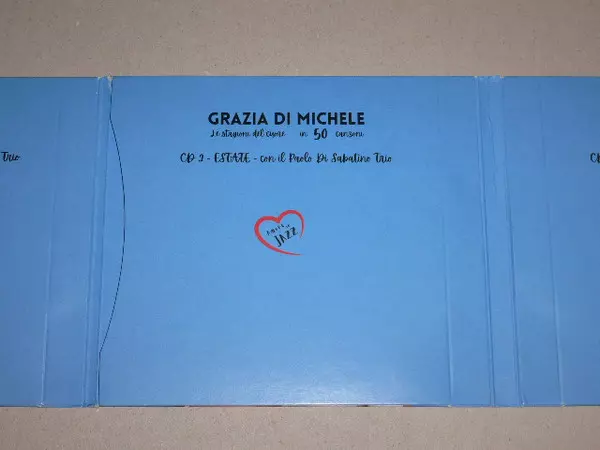 GRAZIA DI MICHELE
Le stagioni del cuore in 50 canzoni
Trio
CD 3 - ESTATE - con il Paolo Di Sabatino Trio
JAZZ